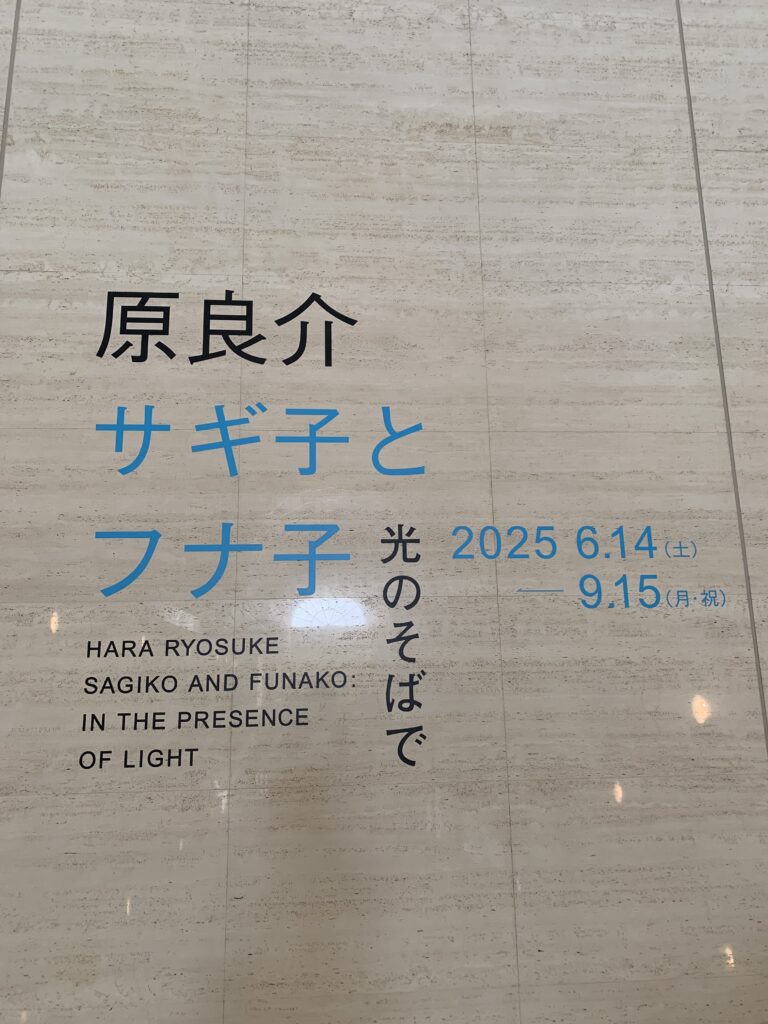 原良介
サギ子と
フナ子
光のそばで
2025 6.14(土)
— 9.15(月・祝)
HARA RYOSUKE
SAGIKO AND FUNAKO:
IN THE PRESENCE
OF LIGHT